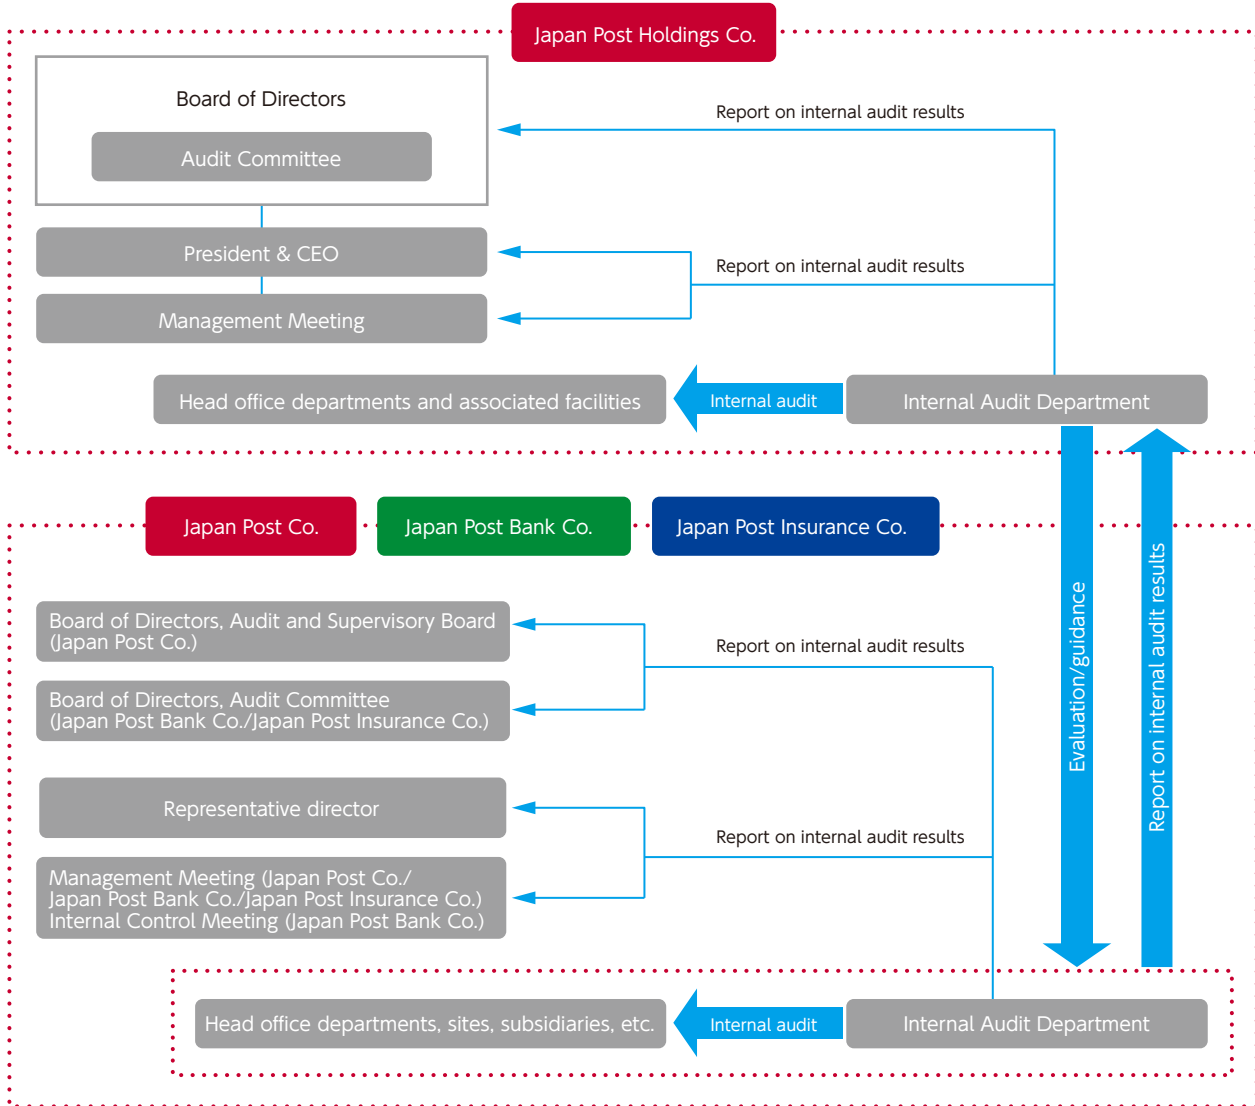 Japan Post Holdings Co.
Board of Directors
Audit Committee
Report on internal audit results
President & CEO
Report on internal audit results
Management Meeting
Head office departments and associated facilities
Internal audit
Internal Audit Department
Japan Post Co.
Japan Post Bank Co.
Japan Post Insurance Co.
Evaluation/guidance
Report on internal audit results
Board of Directors, Audit and Supervisory Board
(Japan Post Co.)
Report on internal audit results
Board of Directors, Audit Committee
(Japan Post Bank Co./Japan Post Insurance Co.)
Representative director
Report on internal audit results
Management Meeting (Japan Post Co./
Japan Post Bank Co./Japan Post Insurance Co.)
Internal Control Meeting (Japan Post Bank Co.)
Head office departments, sites, subsidiaries, etc.
Internal audit
Internal Audit Department